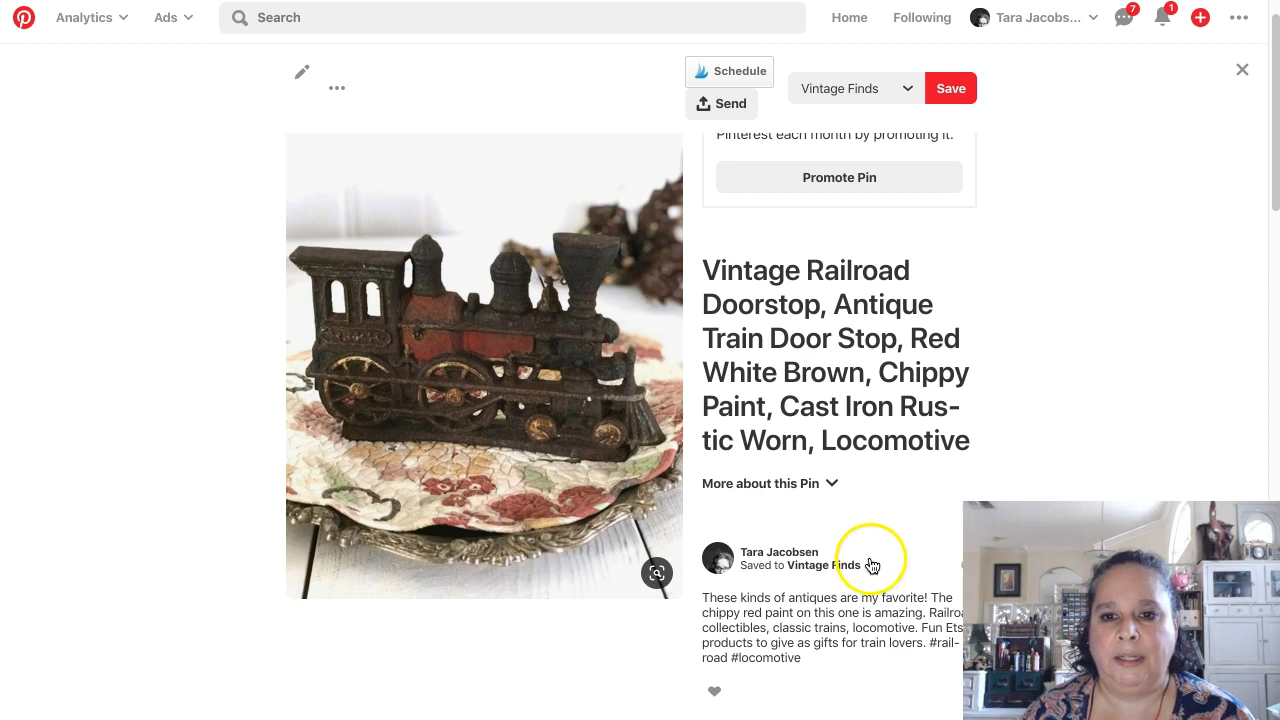 Analytics
Ads
Search
Home
Following
Tara Jacobs...
7
1
Schedule
Send
Vintage Finds
Save
Pinterest each month by promoting it.
Promote Pin
Vintage Railroad
Doorstop, Antique
Train Door Stop, Red
White Brown, Chippy
Paint, Cast Iron Rus-
tic Worn, Locomotive
More about this Pin
Tara Jacobsen
Saved to Vintage Finds
These kinds of antiques are my favorite! The
chippy red paint on this one is amazing. Railroa
collectibles, classic trains, locomotive. Fun Ets
products to give as gifts for train lovers. #rail-
road #locomotive